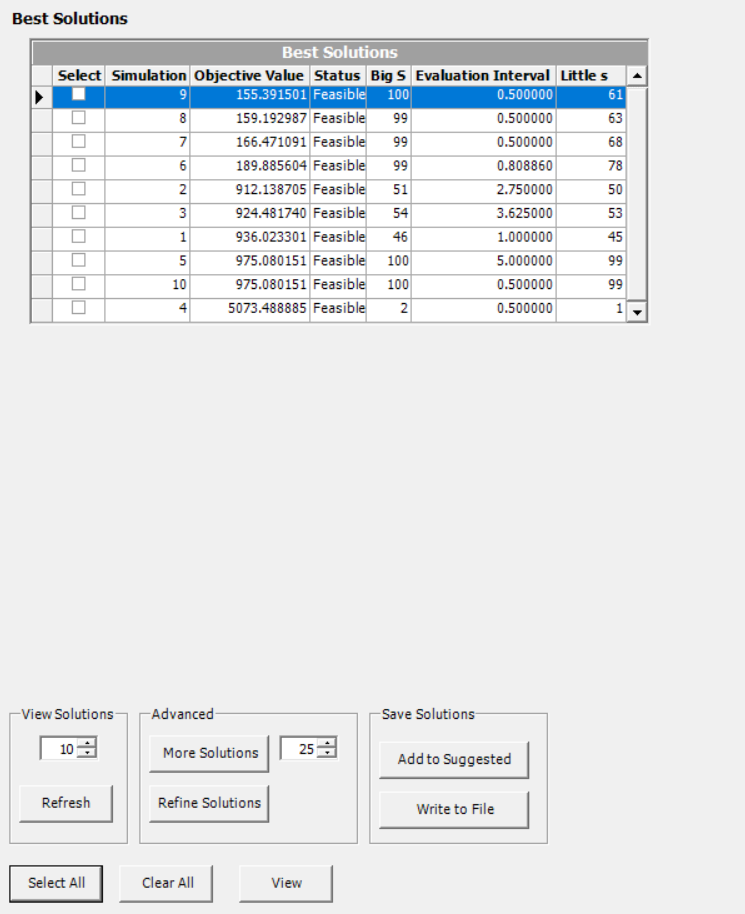 Best Solutions
Best Solutions
Select Simulation Objective Value Status Big S Evaluation Interval Little s
9 155.391501 Feasible 100 0.500000 61
8 159.192987 Feasible 99 0.500000 63
7 166.471091 Feasible 99 0.500000 68
6 189.885604 Feasible 99 0.808860 78
2 912.138705 Feasible 51 2.750000 50
3 924.481740 Feasible 54 3.625000 53
1 936.023301 Feasible 46 1.000000 45
5 975.080151 Feasible 100 5.000000 99
10 975.080151 Feasible 100 0.500000 99
4 5073.488885 Feasible 2 0.500000 1
View Solutions Advanced Save Solutions
10 More Solutions 25 Add to Suggested
Refresh Refine Solutions Write to File
Select All Clear All View